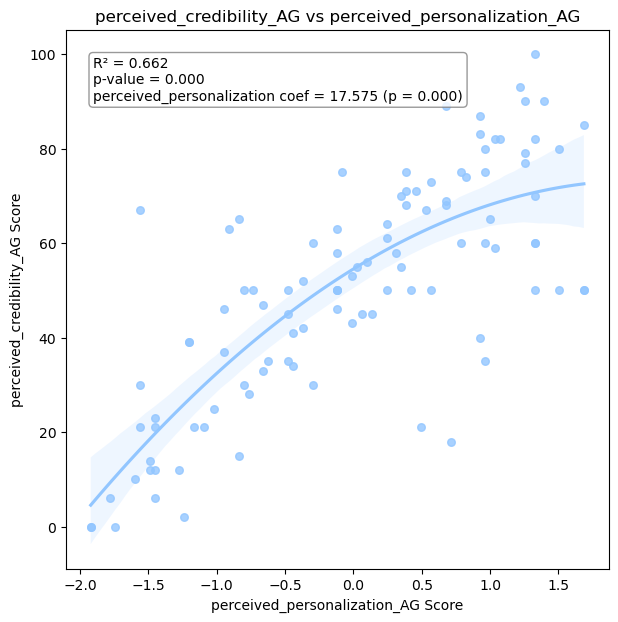 perceived_credibility_AG vs perceived_personalization_AG
R² = 0.662
p-value = 0.000
perceived_personalization coef = 17.575 (p = 0.000)
perceived_credibility_AG Score
100
80
60
40
20
0
−2.0 −1.5 −1.0 −0.5 0.0 0.5 1.0 1.5
perceived_personalization_AG Score